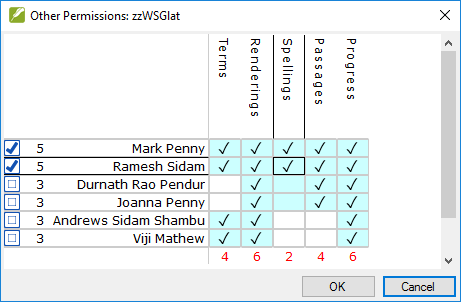 Other Permissions: zzWSGlat
Terms
Renderings
Spellings
Passages
Progress
5 Mark Penny
5 Ramesh Sidam
3 Durnath Rao Pendur
3 Joanna Penny
3 Andrews Sidam Shambu
3 Viji Mathew
4 6 2 4 6
OK Cancel